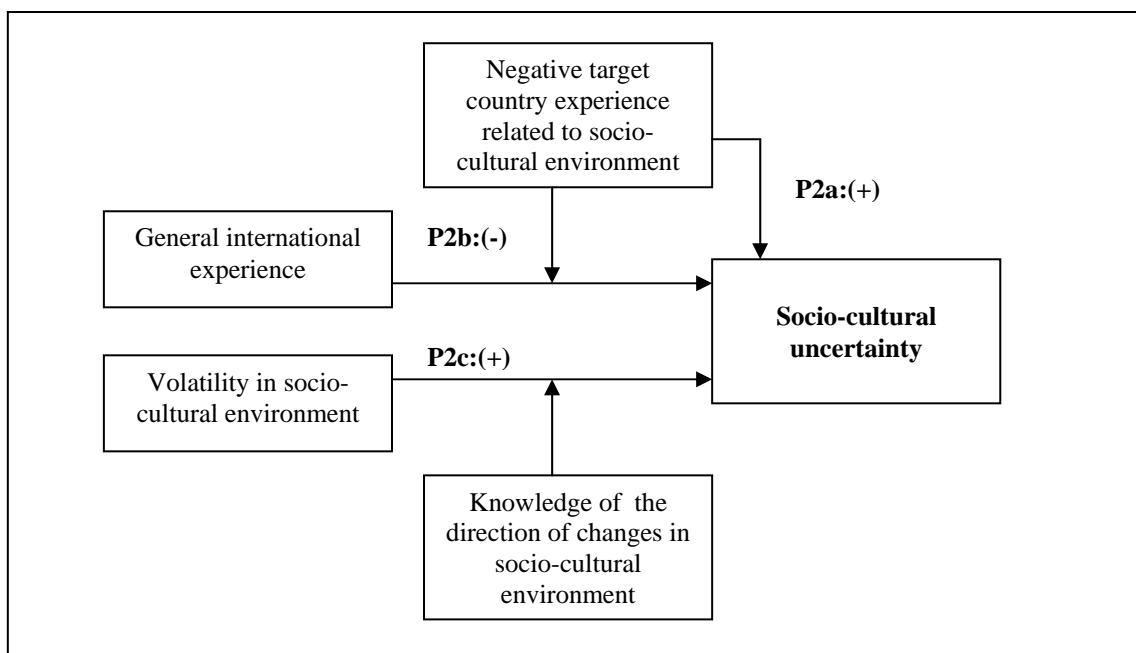 Negative target
country experience
related to socio-
cultural environment
P2a:(+)
General international
experience
P2b:(-)
Socio-cultural
uncertainty
P2c:(+)
Volatility in socio-
cultural environment
Knowledge of the
direction of changes in
socio-cultural
environment